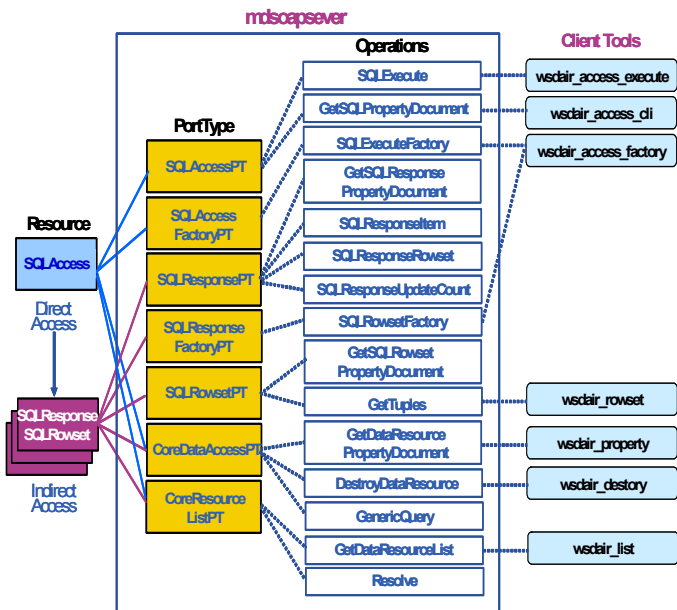 mdsoapsever
Operations
Client Tools
PortType
Resource
SQLAccess
Direct
Access
SQLResponse
SQLRowset
Indirect
Access
SQLAccessPT
SQLAccess
FactoryPT
SQLResponsePT
SQLResponse
FactoryPT
SQLRowsetPT
CoreDataAccessPT
CoreResource
ListPT
SQLExecute
GetSQLPropertyDocument
SQLExecuteFactory
GetSQLResponse
PropertyDocument
SQLResponseItem
SQLResponseRowset
SQLResponseUpdateCount
SQLRowsetFactory
GetSQLRowset
PropertyDocument
GetTuples
GetDataResource
PropertyDocument
DestroyDataResource
GenericQuery
GetDataResourceList
Resolve
wsdair_access_execute
wsdair_access_cli
wsdair_access_factory
wsdair_rowset
wsdair_property
wsdair_destory
wsdair_list